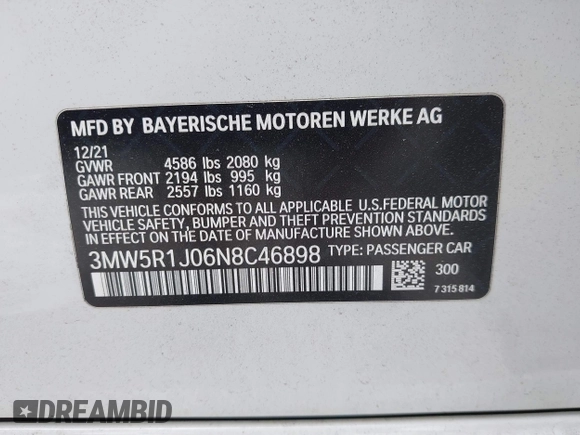 MFD BY BAYERISCHE MOTOREN WERKE AG
12/21
GVWR 4586 lbs 2080 kg
GAWR FRONT 2194 lbs 995 kg
GAWR REAR 2557 lbs 1160 kg
THIS VEHICLE CONFORMS TO ALL APPLICABLE U.S.FEDERAL MOTOR
VEHICLE SAFETY, BUMPER, AND THEFT PREVENTION STANDARDS
IN EFFECT ON THE DATE OF MANUFACTURE SHOWN ABOVE.
3MW5R1J06N8C46898 TYPE: PASSENGER CAR
300
7 315 814
DREAMBID